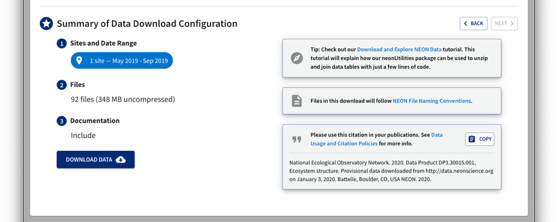 Summary of Data Download Configuration
BACK
NEXT
1 Sites and Date Range
1 site — May 2019 - Sep 2019
2 Files
92 files (348 MB uncompressed)
3 Documentation
Include
DOWNLOAD DATA
Tip: Check out our Download and Explore NEON Data tutorial. This
tutorial will explain how our neonUtilities package can be used to unzip
and join data tables with just a few lines of code.
Files in this download will follow NEON File Naming Conventions.
Please use this citation in your publications. See Data
Usage and Citation Policies for more info.
COPY
National Ecological Observatory Network. 2020. Data Product DP3.30015.001,
Ecosystem structure. Provisional data downloaded from http://data.neonscience.org
on January 3, 2020. Battelle, Boulder, CO, USA NEON. 2020.